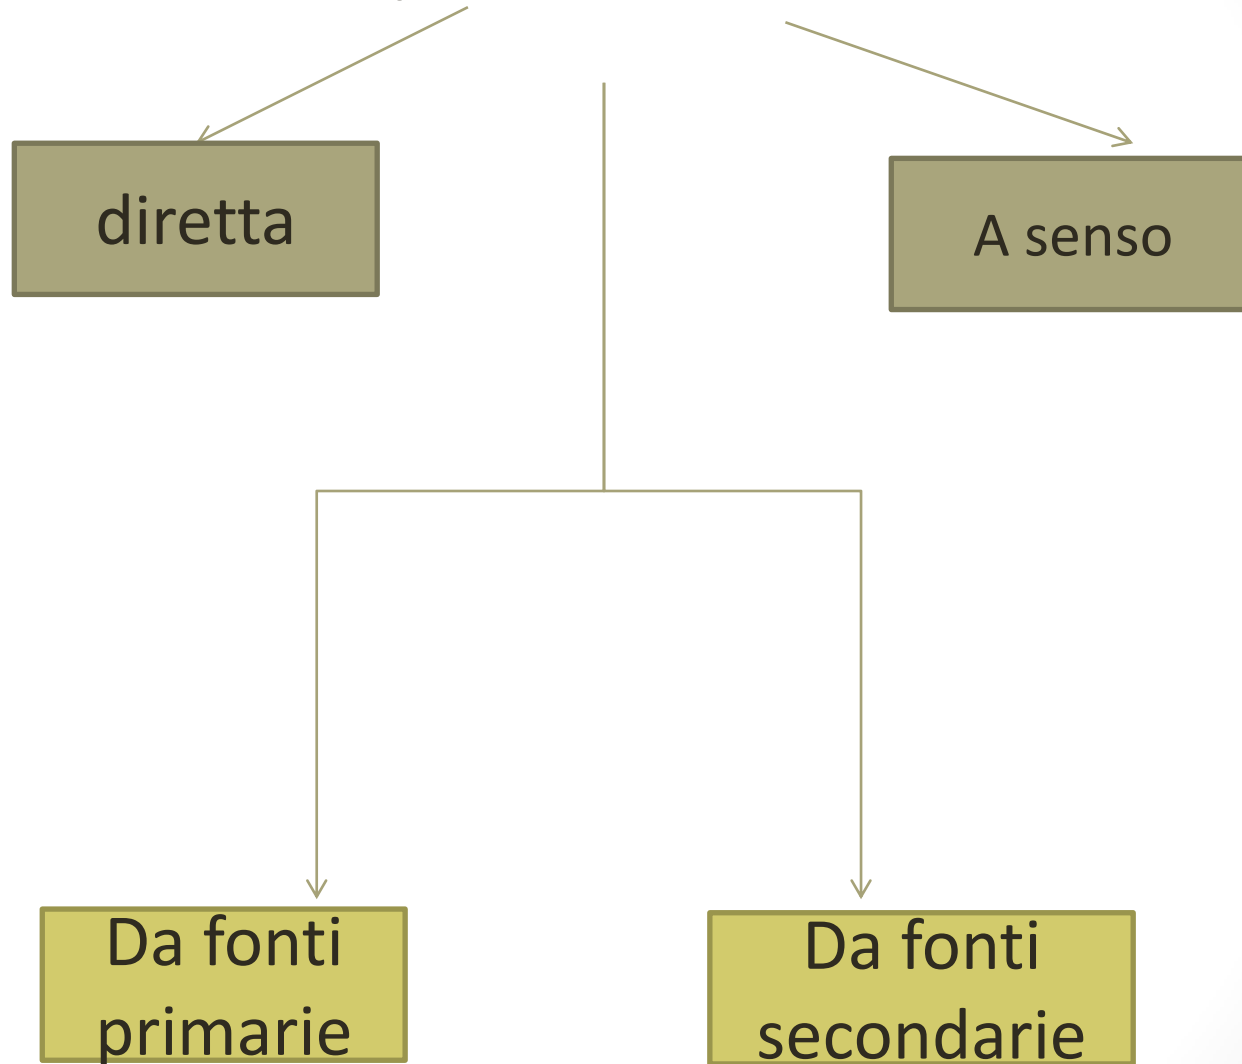 diretta
A senso
Da fonti
primarie
Da fonti
secondarie